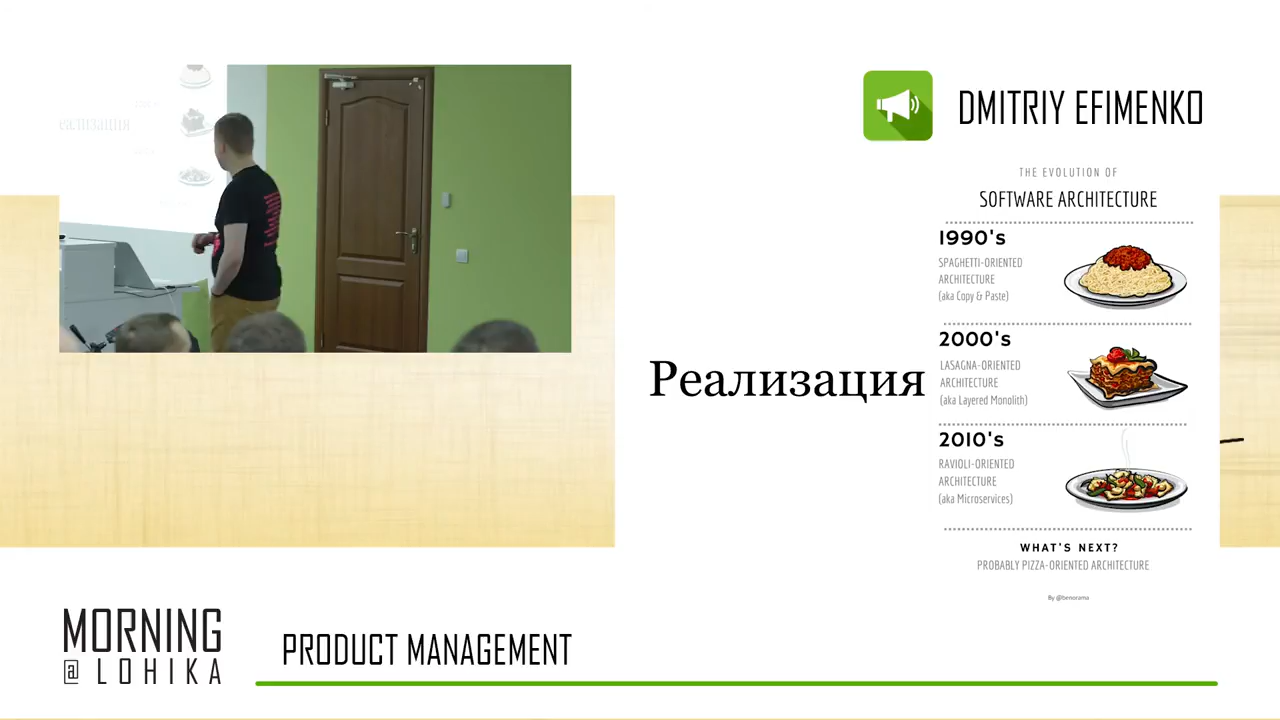 DMITRIY EFIMENKO
THE EVOLUTION OF
SOFTWARE ARCHITECTURE
1990's
SPAGHETTI-ORIENTED
ARCHITECTURE
(aka Copy & Paste)
2000's
LASAGNA-ORIENTED
ARCHITECTURE
(aka Layered Monolith)
Реализация
2010's
RAVIOLI-ORIENTED
ARCHITECTURE
(aka Microservices)
WHAT'S NEXT?
PROBABLY PIZZA-ORIENTED ARCHITECTURE
By @benorama
MORNING
@ LOHIKA
PRODUCT MANAGEMENT